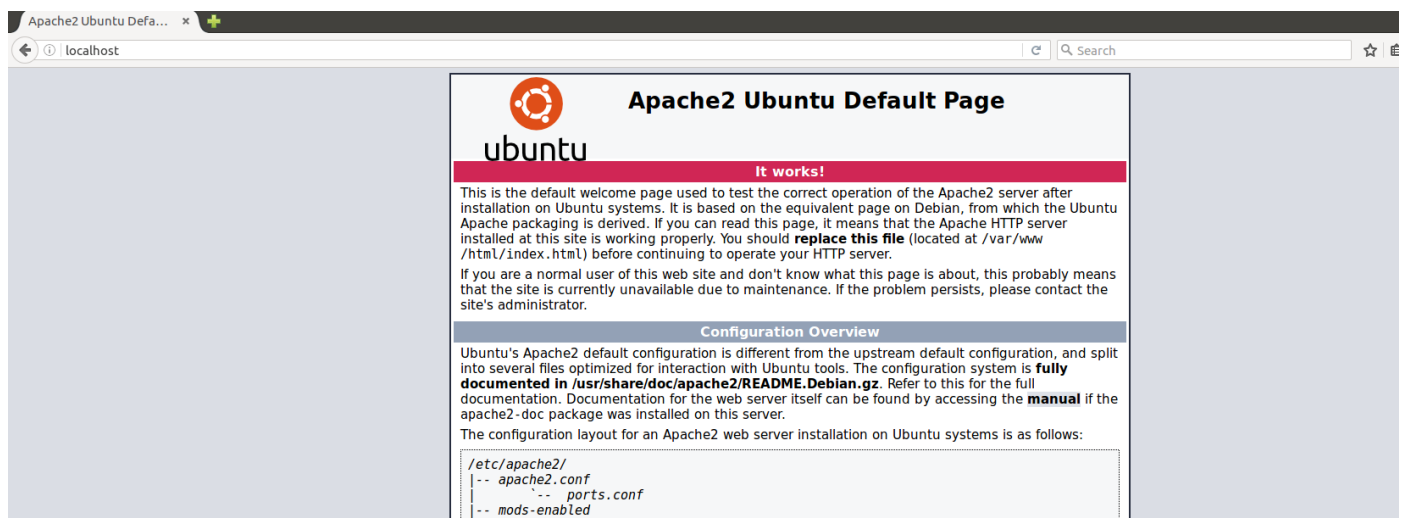 Apache2 Ubuntu Defa...
localhost
Search
ubuntu
Apache2 Ubuntu Default Page
It works!
This is the default welcome page used to test the correct operation of the Apache2 server after
installation on Ubuntu systems. It is based on the equivalent page on Debian, from which the Ubuntu
Apache packaging is derived. If you can read this page, it means that the Apache HTTP server
installed at this site is working properly. You should replace this file (located at /var/www
/html/index.html) before continuing to operate your HTTP server.
If you are a normal user of this web site and don't know what this page is about, this probably means
that the site is currently unavailable due to maintenance. If the problem persists, please contact the
site's administrator.
Configuration Overview
Ubuntu's Apache2 default configuration is different from the upstream default configuration, and split
into several files optimized for interaction with Ubuntu tools. The configuration system is fully
documented in /usr/share/doc/apache2/README.Debian.gz. Refer to this for the full
documentation. Documentation for the web server itself can be found by accessing the manual if the
apache2-doc package was installed on this server.
The configuration layout for an Apache2 web server installation on Ubuntu systems is as follows:
/etc/apache2/
|-- apache2.conf
|       `--  ports.conf
|-- mods-enabled